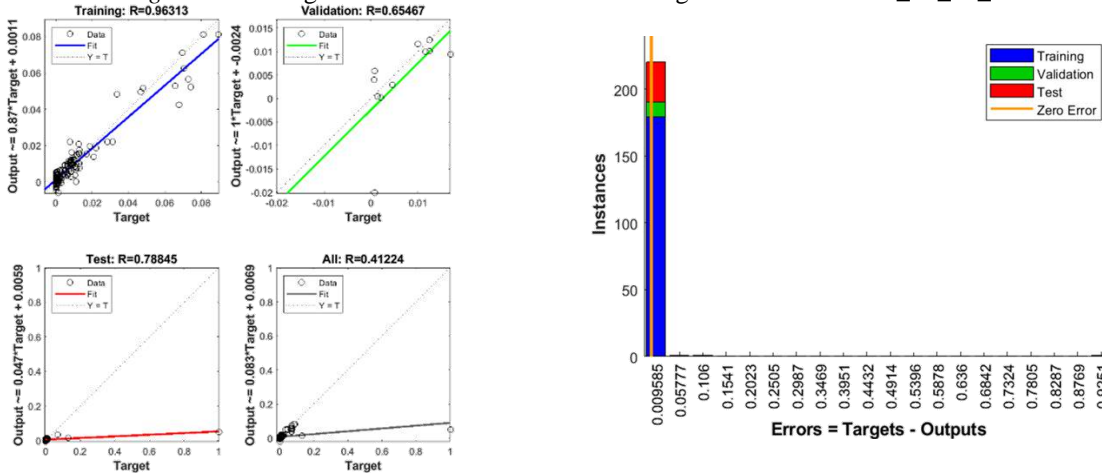 Training: R=0.96313
Output ~= 0.87*Target + 0.0011
0.08
0.06
0.04
0.02
0
Data
Fit
Y = T
0 0.02 0.04 0.06 0.08
Target
Validation: R=0.65467
Output ~= 1*Target + -0.0024
0.015
0.01
0.005
0
-0.005
-0.01
-0.015
-0.02
Data
Fit
Y = T
-0.02 -0.01 0 0.01
Target
Test: R=0.78845
Output ~= 0.047*Target + 0.0059
1
0.8
0.6
0.4
0.2
0
Data
Fit
Y = T
0 0.2 0.4 0.6 0.8 1
Target
All: R=0.41224
Output ~= 0.083*Target + 0.0069
1
0.8
0.6
0.4
0.2
0
Data
Fit
Y = T
0 0.2 0.4 0.6 0.8 1
Target
Instances
200
150
100
50
0
Training
Validation
Test
Zero Error
0.009585
0.05777
0.106
0.1541
0.2023
0.2505
0.2987
0.3469
0.3951
0.4432
0.4914
0.5396
0.5878
0.636
0.6842
0.7324
0.7805
0.8287
0.8769
0.9251
Errors = Targets - Outputs